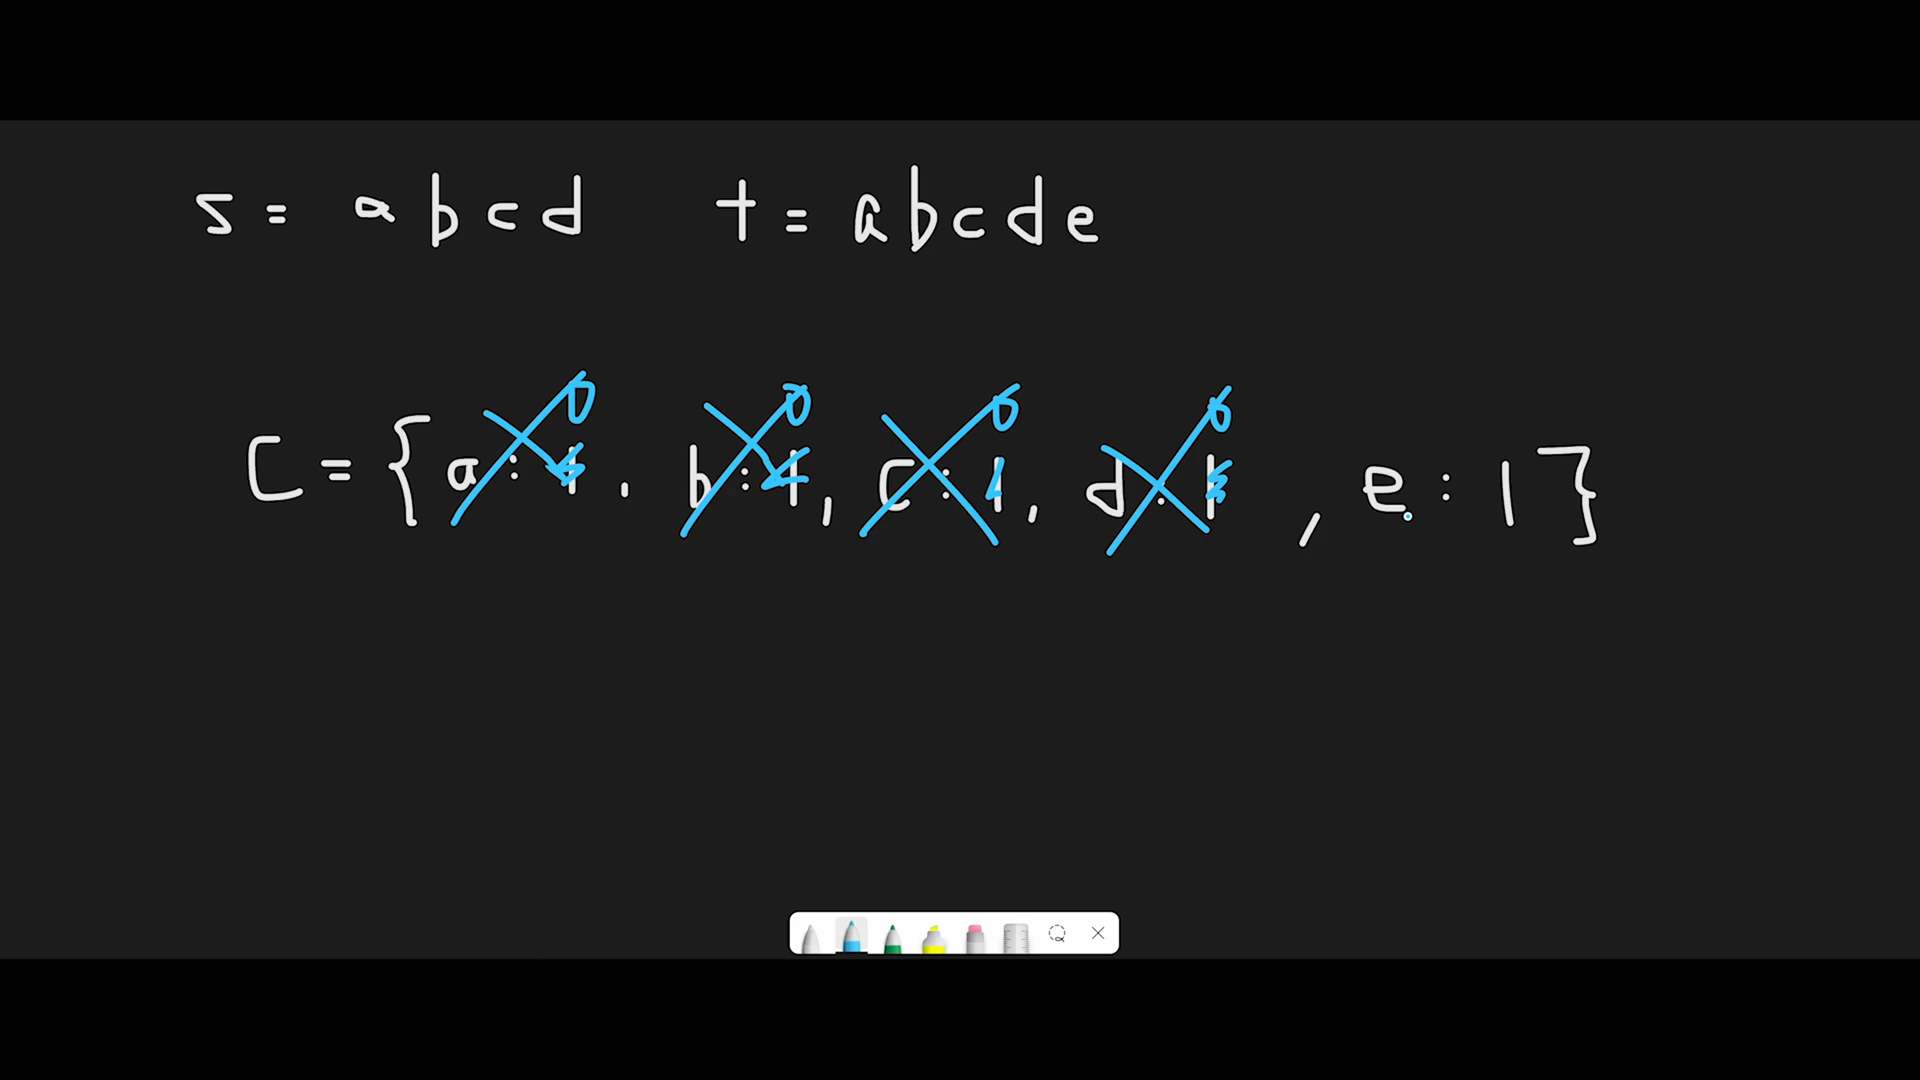 s = abcd t = abcde
0 0 0 0
C = {a : 1, b : 1, c : 1, d : 1, e : 1}